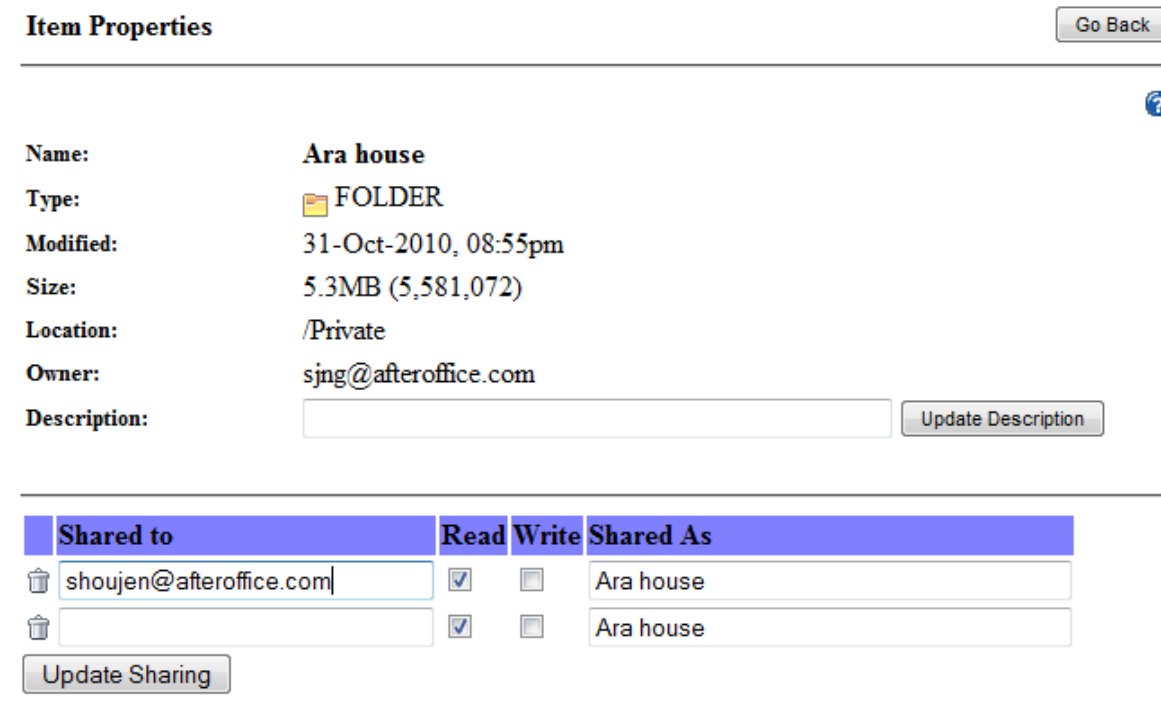 Item Properties Go Back
Name: Ara house
Type: FOLDER
Modified: 31-Oct-2010, 08:55pm
Size: 5.3MB (5,581,072)
Location: /Private
Owner: sjng@afteroffice.com
Description: Update Description
Shared to Read Write Shared As
shoujen@afteroffice.com Ara house
Ara house
Update Sharing